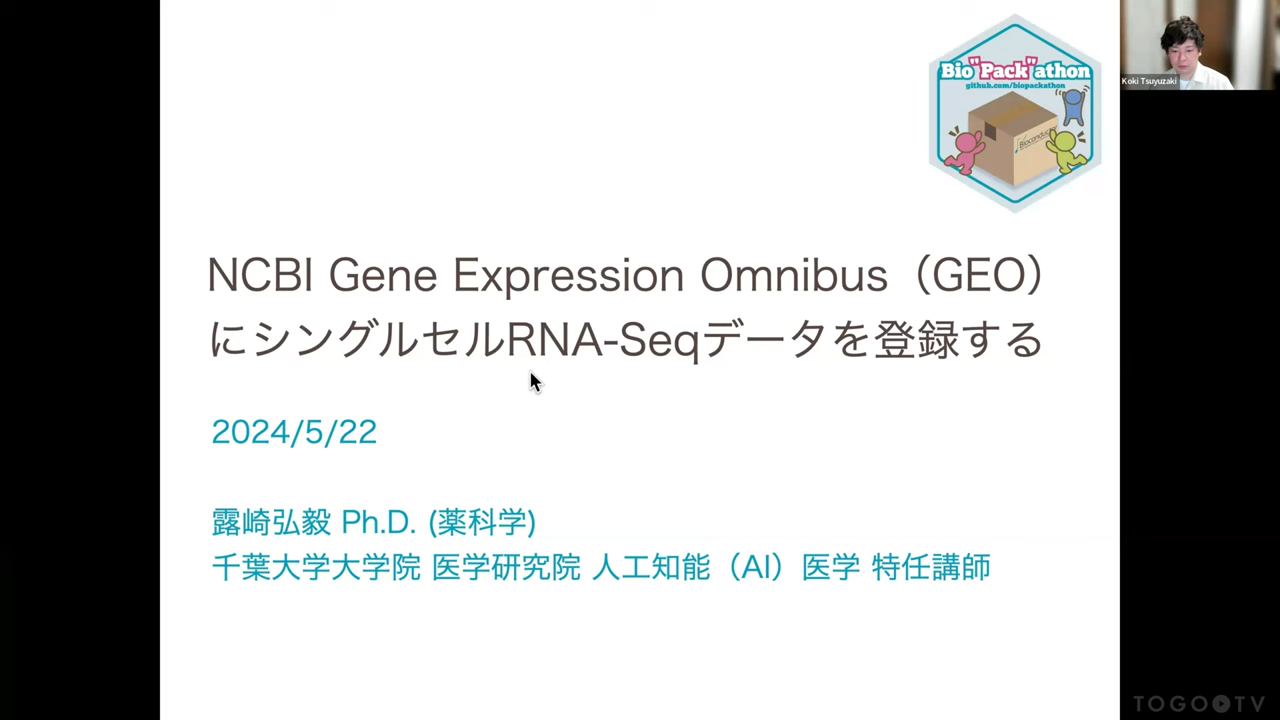 Bio"Pack"athon
github.com/biopackathon
Bioconductor
Koki Tsuyuzaki
NCBI Gene Expression Omnibus（GEO）
にシングルセルRNA-Seqデータを登録する
2024/5/22
露崎弘毅 Ph.D. (薬科学)
千葉大学大学院 医学研究院 人工知能（AI）医学 特任講師
TOGOTV